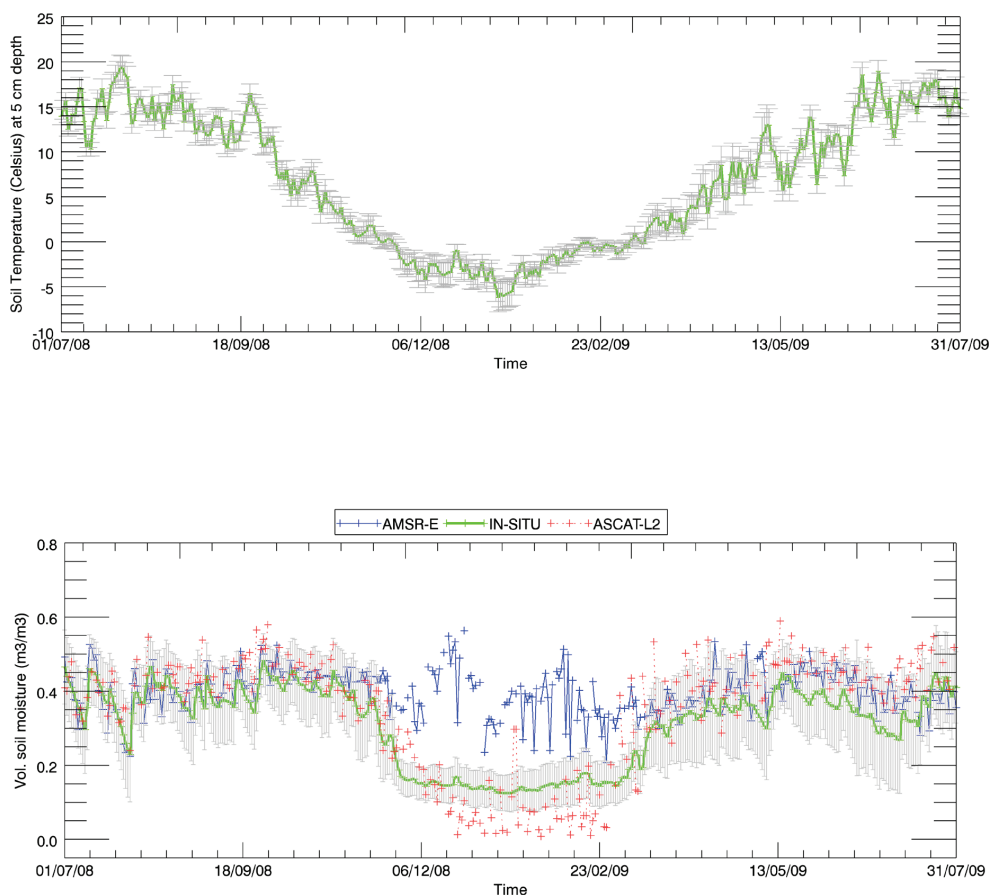 25
20
15
10
5
0
-5
-10
Soil Temperature (Celsius) at 5 cm depth
01/07/08 18/09/08 06/12/08 23/02/09 13/05/09 31/07/09
Time
AMSR-E IN-SITU ASCAT-L2
0.8
0.6
0.4
0.2
0.0
Vol. soil moisture (m3/m3)
01/07/08 18/09/08 06/12/08 23/02/09 13/05/09 31/07/09
Time